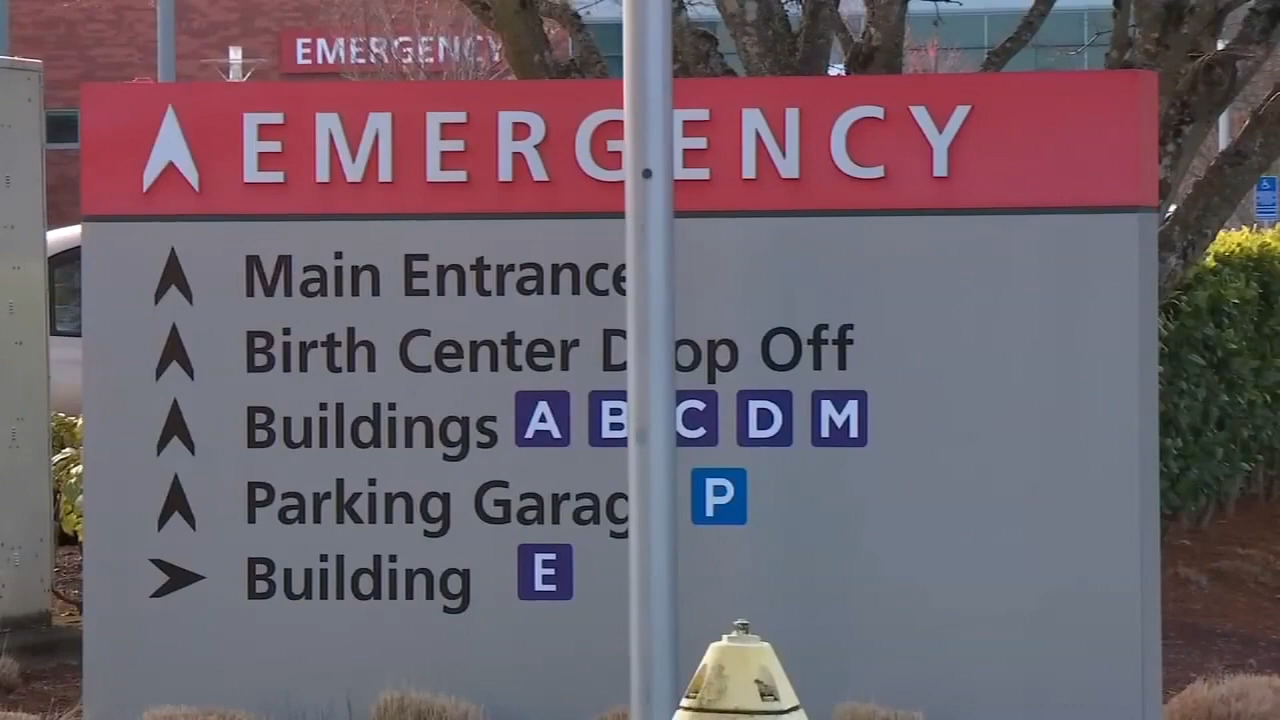 EMERGENCY
EMERGENCY
Main Entrance
Birth Center Drop Off
Buildings A B C D M
Parking Garage P
Building E